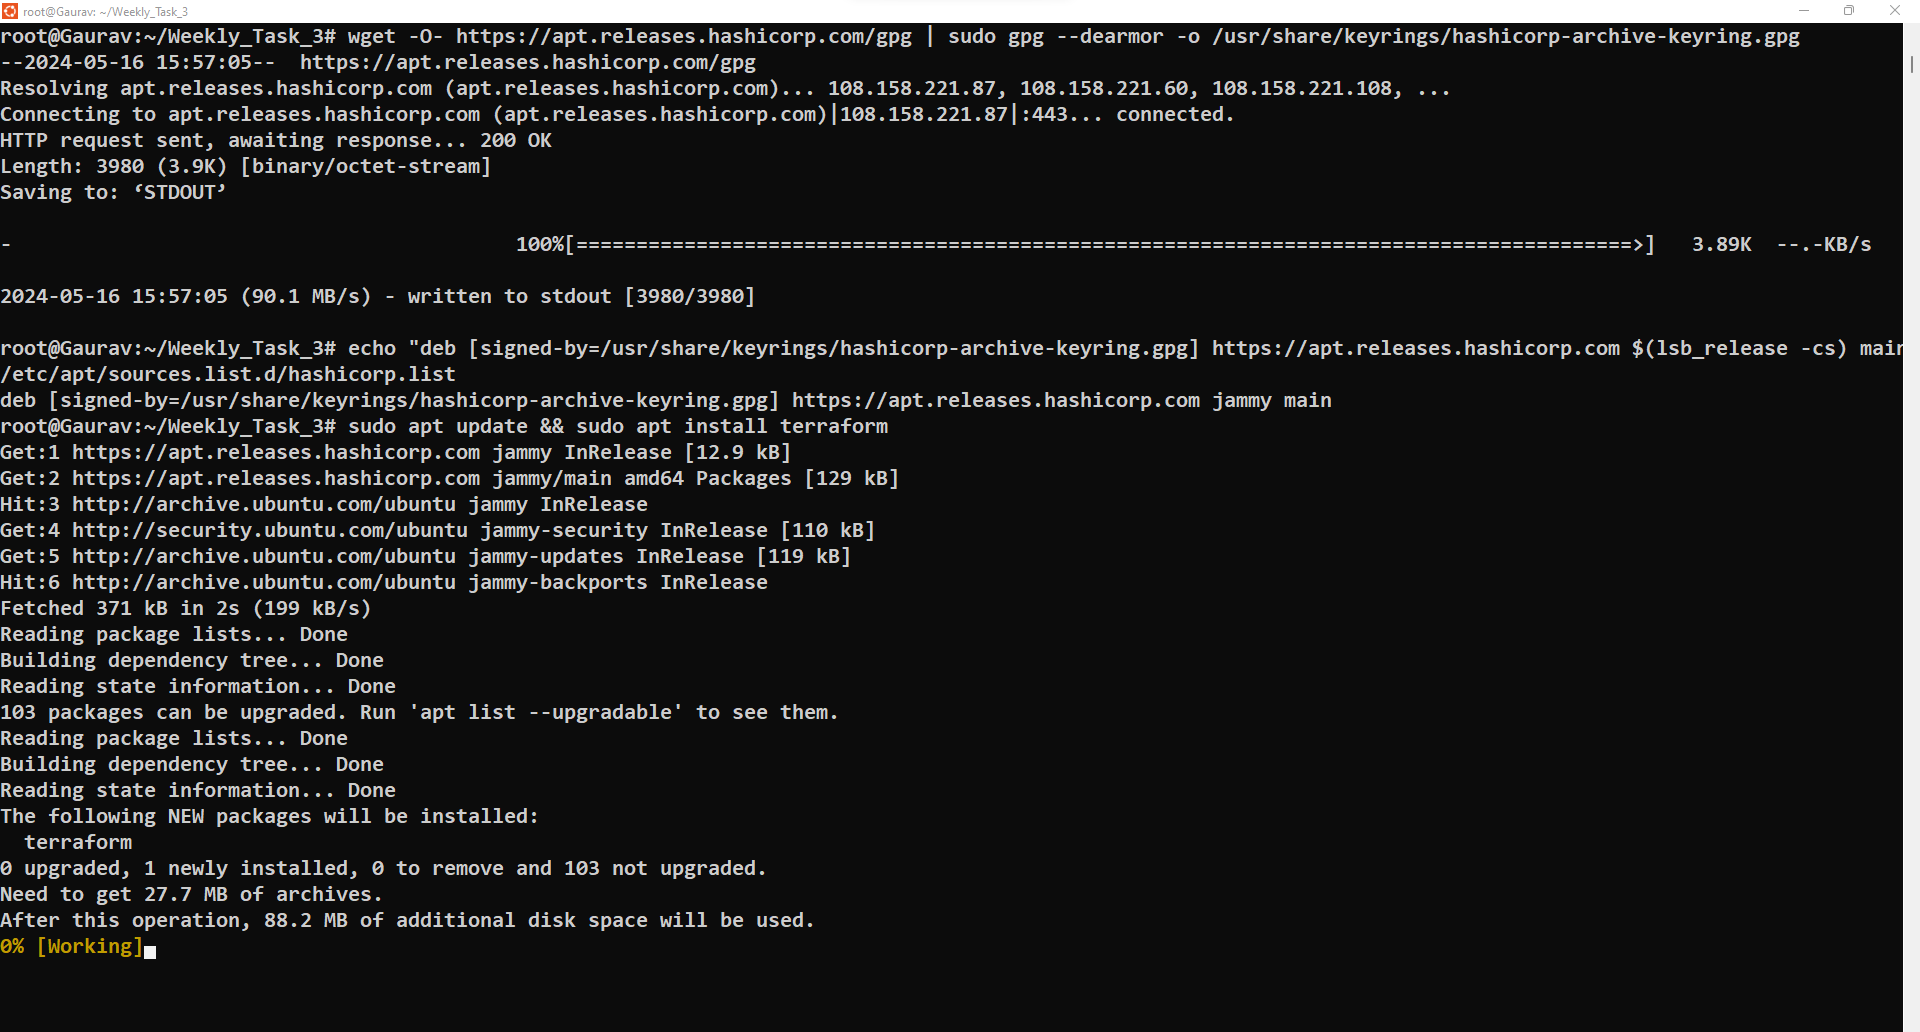 root@Gaurav: ~/Weekly_Task_3
root@Gaurav:~/Weekly_Task_3# wget -O- https://apt.releases.hashicorp.com/gpg | sudo gpg --dearmor -o /usr/share/keyrings/hashicorp-archive-keyring.gpg
--2024-05-16 15:57:05--  https://apt.releases.hashicorp.com/gpg
Resolving apt.releases.hashicorp.com (apt.releases.hashicorp.com)... 108.158.221.87, 108.158.221.60, 108.158.221.108, ...
Connecting to apt.releases.hashicorp.com (apt.releases.hashicorp.com)|108.158.221.87|:443... connected.
HTTP request sent, awaiting response... 200 OK
Length: 3980 (3.9K) [binary/octet-stream]
Saving to: ‘STDOUT’
-                                          100%[========================================================================================>]   3.89K  --.-KB/s
2024-05-16 15:57:05 (90.1 MB/s) - written to stdout [3980/3980]
root@Gaurav:~/Weekly_Task_3# echo "deb [signed-by=/usr/share/keyrings/hashicorp-archive-keyring.gpg] https://apt.releases.hashicorp.com $(lsb_release -cs) main
/etc/apt/sources.list.d/hashicorp.list
deb [signed-by=/usr/share/keyrings/hashicorp-archive-keyring.gpg] https://apt.releases.hashicorp.com jammy main
root@Gaurav:~/Weekly_Task_3# sudo apt update && sudo apt install terraform
Get:1 https://apt.releases.hashicorp.com jammy InRelease [12.9 kB]
Get:2 https://apt.releases.hashicorp.com jammy/main amd64 Packages [129 kB]
Hit:3 http://archive.ubuntu.com/ubuntu jammy InRelease
Get:4 http://security.ubuntu.com/ubuntu jammy-security InRelease [110 kB]
Get:5 http://archive.ubuntu.com/ubuntu jammy-updates InRelease [119 kB]
Hit:6 http://archive.ubuntu.com/ubuntu jammy-backports InRelease
Fetched 371 kB in 2s (199 kB/s)
Reading package lists... Done
Building dependency tree... Done
Reading state information... Done
103 packages can be upgraded. Run 'apt list --upgradable' to see them.
Reading package lists... Done
Building dependency tree... Done
Reading state information... Done
The following NEW packages will be installed:
  terraform
0 upgraded, 1 newly installed, 0 to remove and 103 not upgraded.
Need to get 27.7 MB of archives.
After this operation, 88.2 MB of additional disk space will be used.
0% [Working]